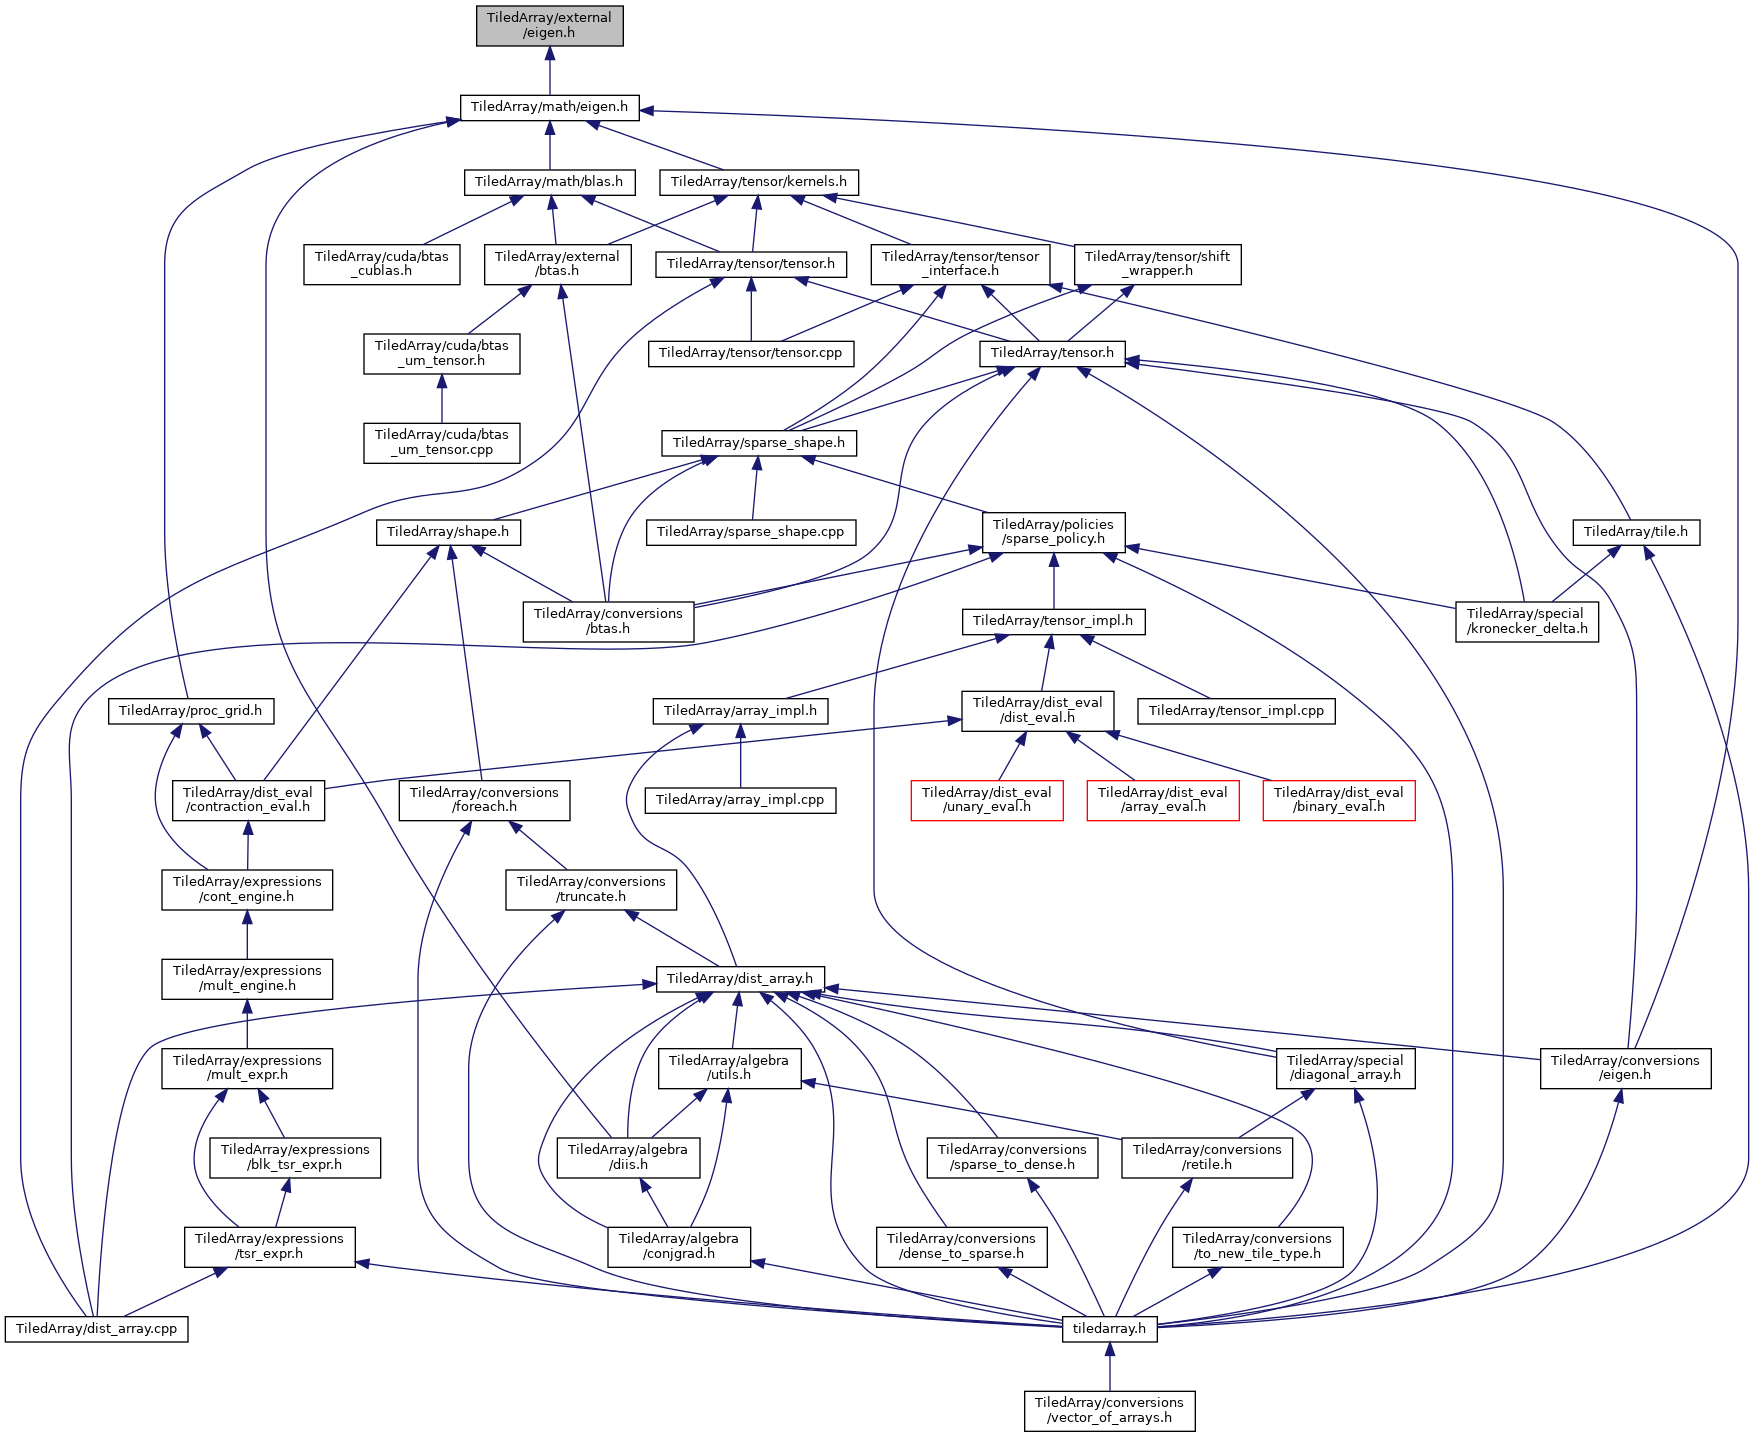 TiledArray/external
/eigen.h
TiledArray/math/eigen.h
TiledArray/math/blas.h
TiledArray/tensor/kernels.h
TiledArray/cuda/btas
_cublas.h
TiledArray/external
/btas.h
TiledArray/tensor/tensor.h
TiledArray/tensor/tensor
_interface.h
TiledArray/tensor/shift
_wrapper.h
TiledArray/cuda/btas
_um_tensor.h
TiledArray/tensor/tensor.cpp
TiledArray/tensor.h
TiledArray/cuda/btas
_um_tensor.cpp
TiledArray/sparse_shape.h
TiledArray/shape.h
TiledArray/sparse_shape.cpp
TiledArray/policies
/sparse_policy.h
TiledArray/tile.h
TiledArray/conversions
/btas.h
TiledArray/tensor_impl.h
TiledArray/special
/kronecker_delta.h
TiledArray/proc_grid.h
TiledArray/array_impl.h
TiledArray/dist_eval
/dist_eval.h
TiledArray/tensor_impl.cpp
TiledArray/dist_eval
/contraction_eval.h
TiledArray/conversions
/foreach.h
TiledArray/array_impl.cpp
TiledArray/dist_eval
/unary_eval.h
TiledArray/dist_eval
/array_eval.h
TiledArray/dist_eval
/binary_eval.h
TiledArray/expressions
/cont_engine.h
TiledArray/conversions
/truncate.h
TiledArray/expressions
/mult_engine.h
TiledArray/dist_array.h
TiledArray/expressions
/mult_expr.h
TiledArray/algebra
/utils.h
TiledArray/special
/diagonal_array.h
TiledArray/conversions
/eigen.h
TiledArray/expressions
/blk_tsr_expr.h
TiledArray/algebra
/diis.h
TiledArray/conversions
/sparse_to_dense.h
TiledArray/conversions
/retile.h
TiledArray/expressions
/tsr_expr.h
TiledArray/algebra
/conjgrad.h
TiledArray/conversions
/dense_to_sparse.h
TiledArray/conversions
/to_new_tile_type.h
TiledArray/dist_array.cpp
tiledarray.h
TiledArray/conversions
/vector_of_arrays.h